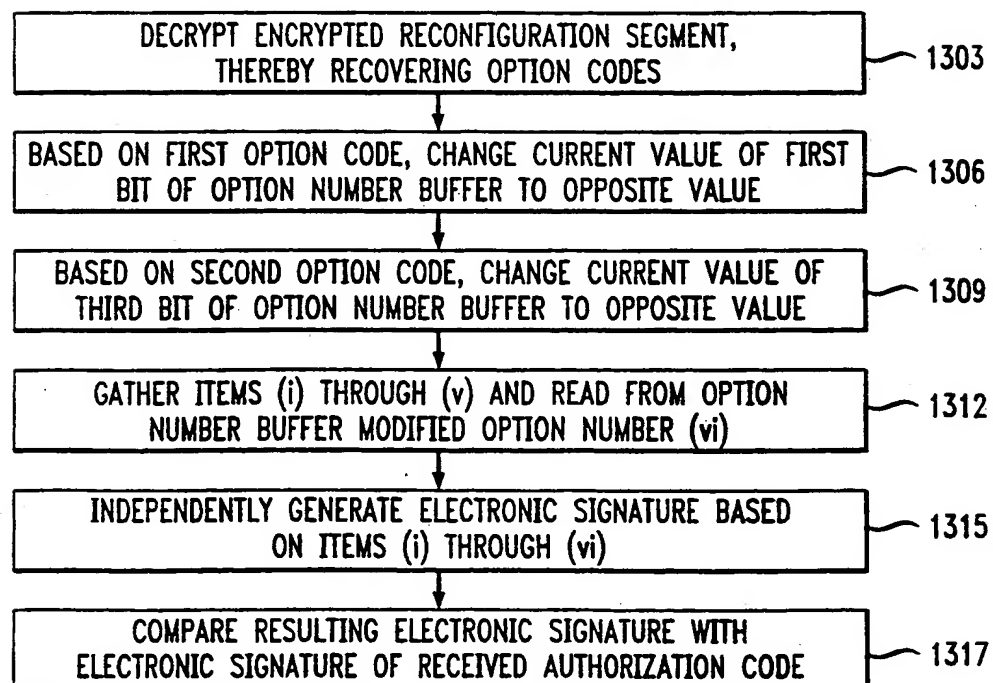 DECRYPT ENCRYPTED RECONFIGURATION SEGMENT,
THEREBY RECOVERING OPTION CODES
1303
BASED ON FIRST OPTION CODE, CHANGE CURRENT VALUE OF FIRST
BIT OF OPTION NUMBER BUFFER TO OPPOSITE VALUE
1306
BASED ON SECOND OPTION CODE, CHANGE CURRENT VALUE OF
THIRD BIT OF OPTION NUMBER BUFFER TO OPPOSITE VALUE
1309
GATHER ITEMS (i) THROUGH (v) AND READ FROM OPTION
NUMBER BUFFER MODIFIED OPTION NUMBER (vi)
1312
INDEPENDENTLY GENERATE ELECTRONIC SIGNATURE BASED
ON ITEMS (i) THROUGH (vi)
1315
COMPARE RESULTING ELECTRONIC SIGNATURE WITH
ELECTRONIC SIGNATURE OF RECEIVED AUTHORIZATION CODE
1317